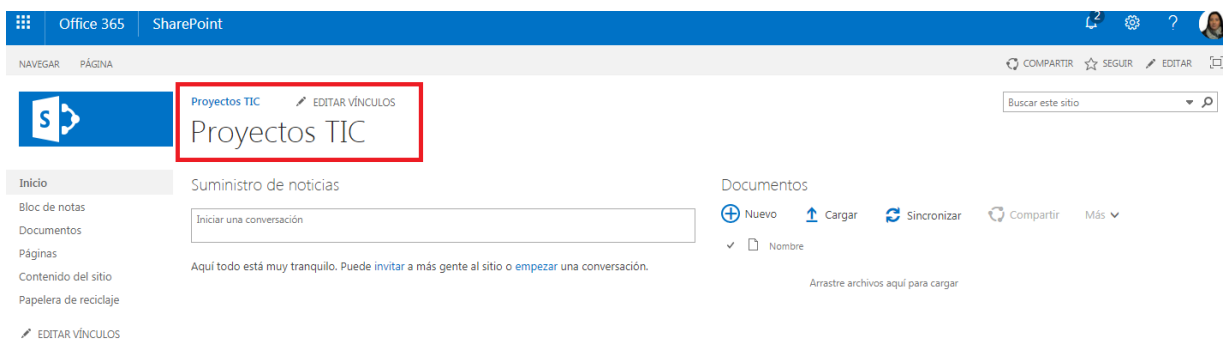 Office 365 SharePoint 2 ?
NAVEGAR PÁGINA COMPARTIR SEGUIR EDITAR
S
Proyectos TIC EDITAR VÍNCULOS
Buscar este sitio
Proyectos TIC
Inicio
Bloc de notas
Documentos
Páginas
Contenido del sitio
Papelera de reciclaje
EDITAR VÍNCULOS
Suministro de noticias
Iniciar una conversación
Aquí todo está muy tranquilo. Puede invitar a más gente al sitio o empezar una conversación.
Documentos
Nuevo Cargar Sincronizar Compartir Más
Nombre
Arrastre archivos aquí para cargar